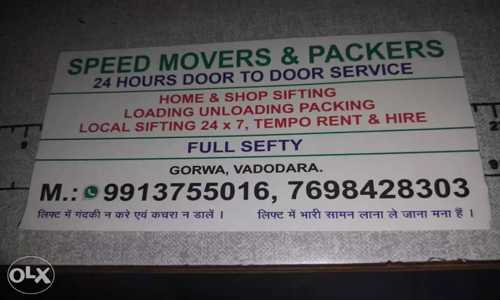 SPEED MOVERS & PACKERS
24 HOURS DOOR TO DOOR SERVICE
HOME & SHOP SIFTING
LOADING UNLOADING PACKING
LOCAL SIFTING 24 x 7, TEMPO RENT & HIRE
FULL SEFTY
GORWA, VADODARA.
M.: 9913755016, 7698428303
लिफ्ट में गंदकी न करे एवं कचरा न डालें । लिफ्ट में भारी सामन लाना ले जाना मना हैं ।
OLX